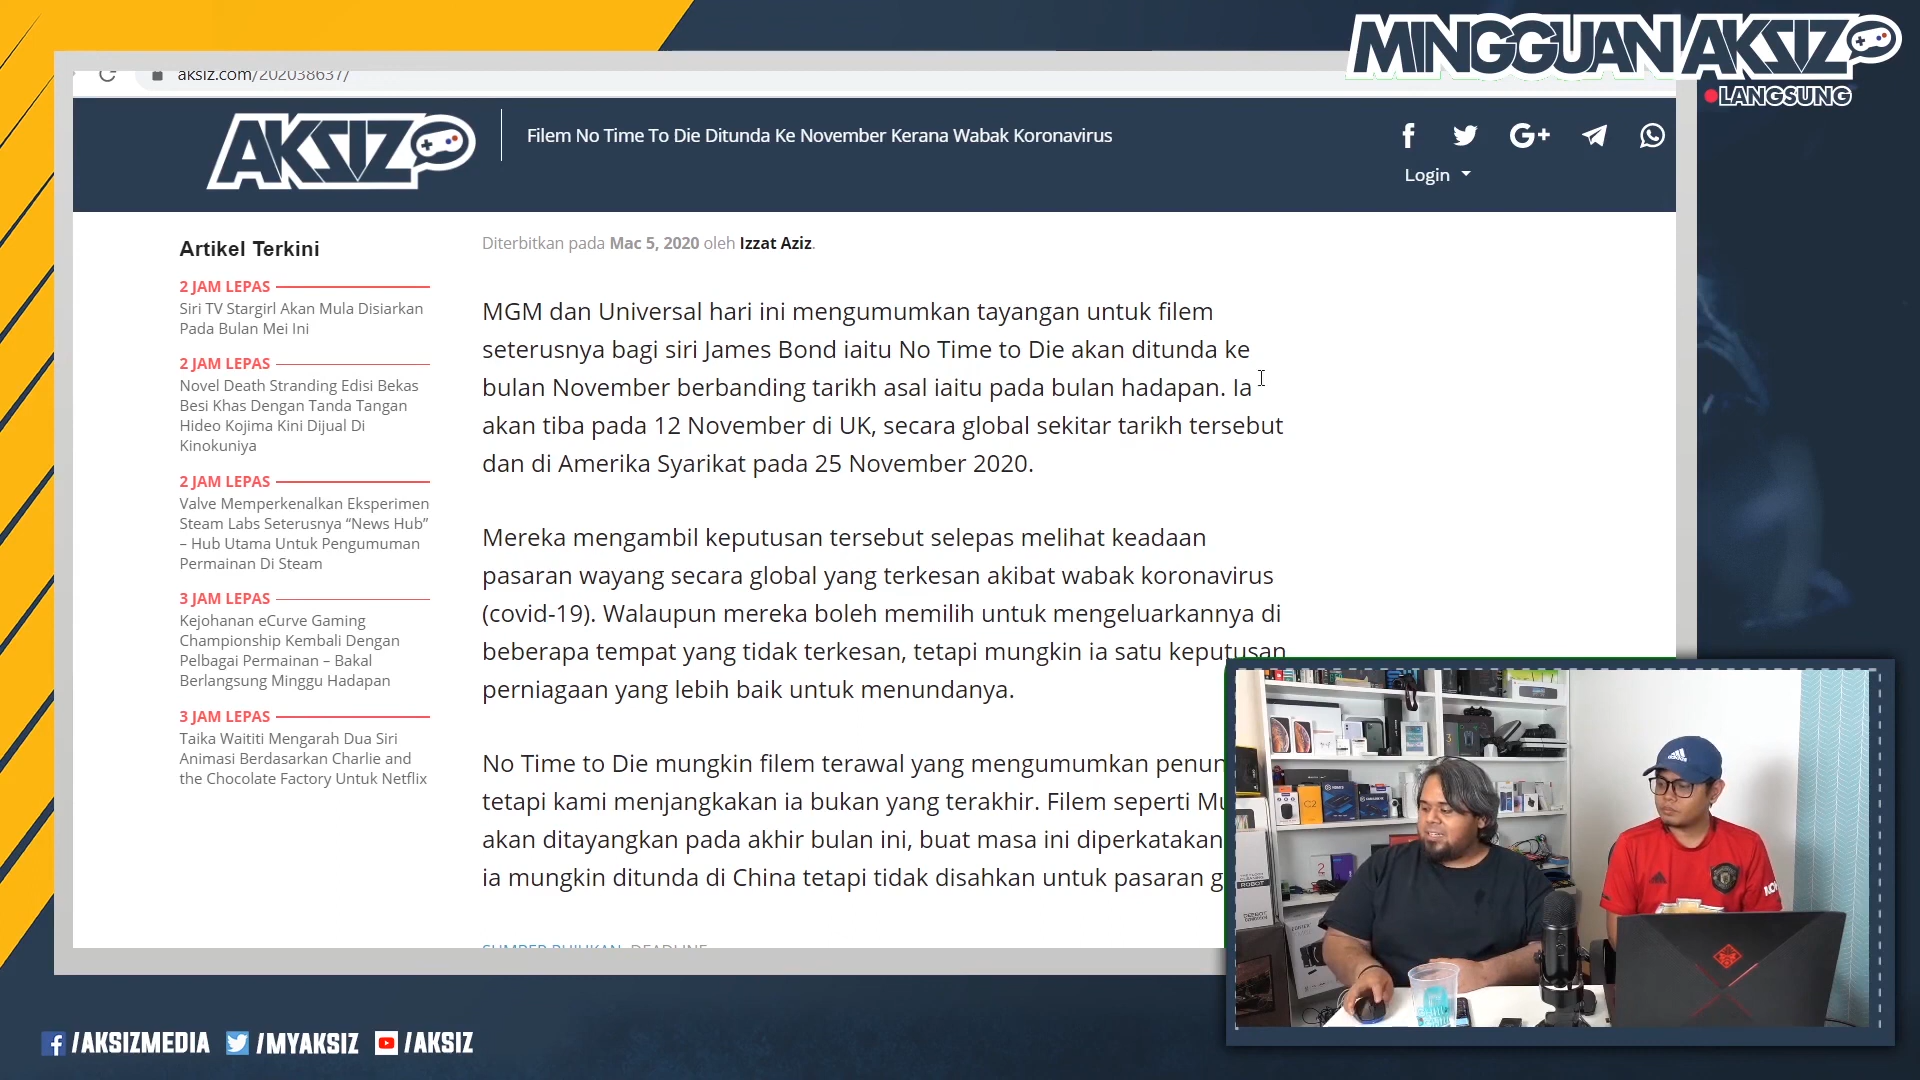 MINGGUAN AKSIZ
LANGSUNG
aksiz.com/202038637/
AKSIZ
Filem No Time To Die Ditunda Ke November Kerana Wabak Koronavirus
G+
Login
Artikel Terkini
2 JAM LEPAS
Siri TV Stargirl Akan Mula Disiarkan
Pada Bulan Mei Ini
2 JAM LEPAS
Novel Death Stranding Edisi Bekas
Besi Khas Dengan Tanda Tangan
Hideo Kojima Kini Dijual Di
Kinokuniya
2 JAM LEPAS
Valve Memperkenalkan Eksperimen
Steam Labs Seterusnya “News Hub”
– Hub Utama Untuk Pengumuman
Permainan Di Steam
3 JAM LEPAS
Kejohanan eCurve Gaming
Championship Kembali Dengan
Pelbagai Permainan – Bakal
Berlangsung Minggu Hadapan
3 JAM LEPAS
Taika Waititi Mengarah Dua Siri
Animasi Berdasarkan Charlie and
the Chocolate Factory Untuk Netflix
Diterbitkan pada Mac 5, 2020 oleh Izzat Aziz.
MGM dan Universal hari ini mengumumkan tayangan untuk filem
seterusnya bagi siri James Bond iaitu No Time to Die akan ditunda ke
bulan November berbanding tarikh asal iaitu pada bulan hadapan. Ia
akan tiba pada 12 November di UK, secara global sekitar tarikh tersebut
dan di Amerika Syarikat pada 25 November 2020.
Mereka mengambil keputusan tersebut selepas melihat keadaan
pasaran wayang secara global yang terkesan akibat wabak koronavirus
(covid-19). Walaupun mereka boleh memilih untuk mengeluarkannya di
beberapa tempat yang tidak terkesan, tetapi mungkin ia satu keputusan
perniagaan yang lebih baik untuk menundanya.
No Time to Die mungkin filem terawal yang mengumumkan penun
tetapi kami menjangkakan ia bukan yang terakhir. Filem seperti Mu
akan ditayangkan pada akhir bulan ini, buat masa ini diperkatakan
ia mungkin ditunda di China tetapi tidak disahkan untuk pasaran g
SUMBER RUJUKAN DEADLINE
/AKSIZMEDIA /MYAKSIZ /AKSIZ